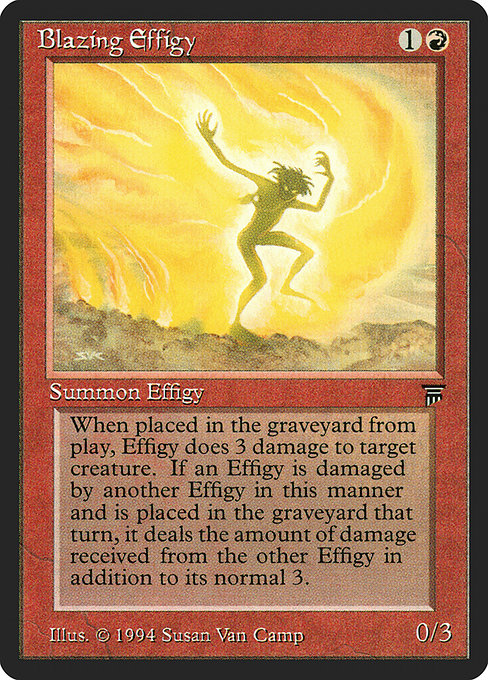 Blazing Effigy 1
SVC
Summon Effigy
When placed in the graveyard from
play, Effigy does 3 damage to target
creature. If an Effigy is damaged
by another Effigy in this manner
and is placed in the graveyard that
turn, it deals the amount of damage
received from the other Effigy in
addition to its normal 3.
Illus. © 1994 Susan Van Camp 0/3